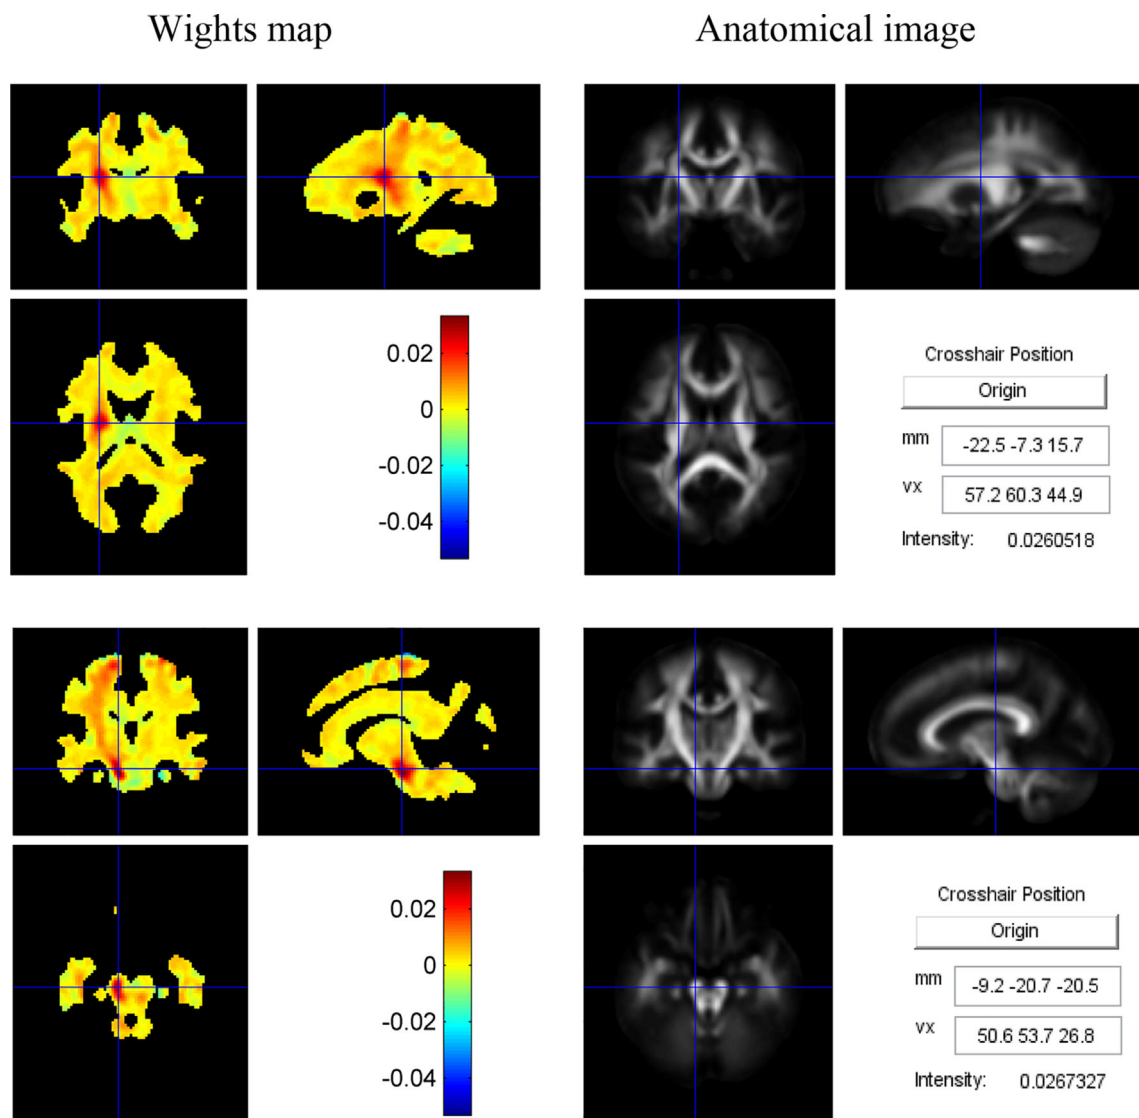 Wights map
Anatomical image
0.02
0
-0.02
-0.04
Crosshair Position
Origin
mm
-22.5 -7.3 15.7
vx
57.2 60.3 44.9
Intensity:
0.0260518
0.02
0
-0.02
-0.04
Crosshair Position
Origin
mm
-9.2 -20.7 -20.5
vx
50.6 53.7 26.8
Intensity:
0.0267327